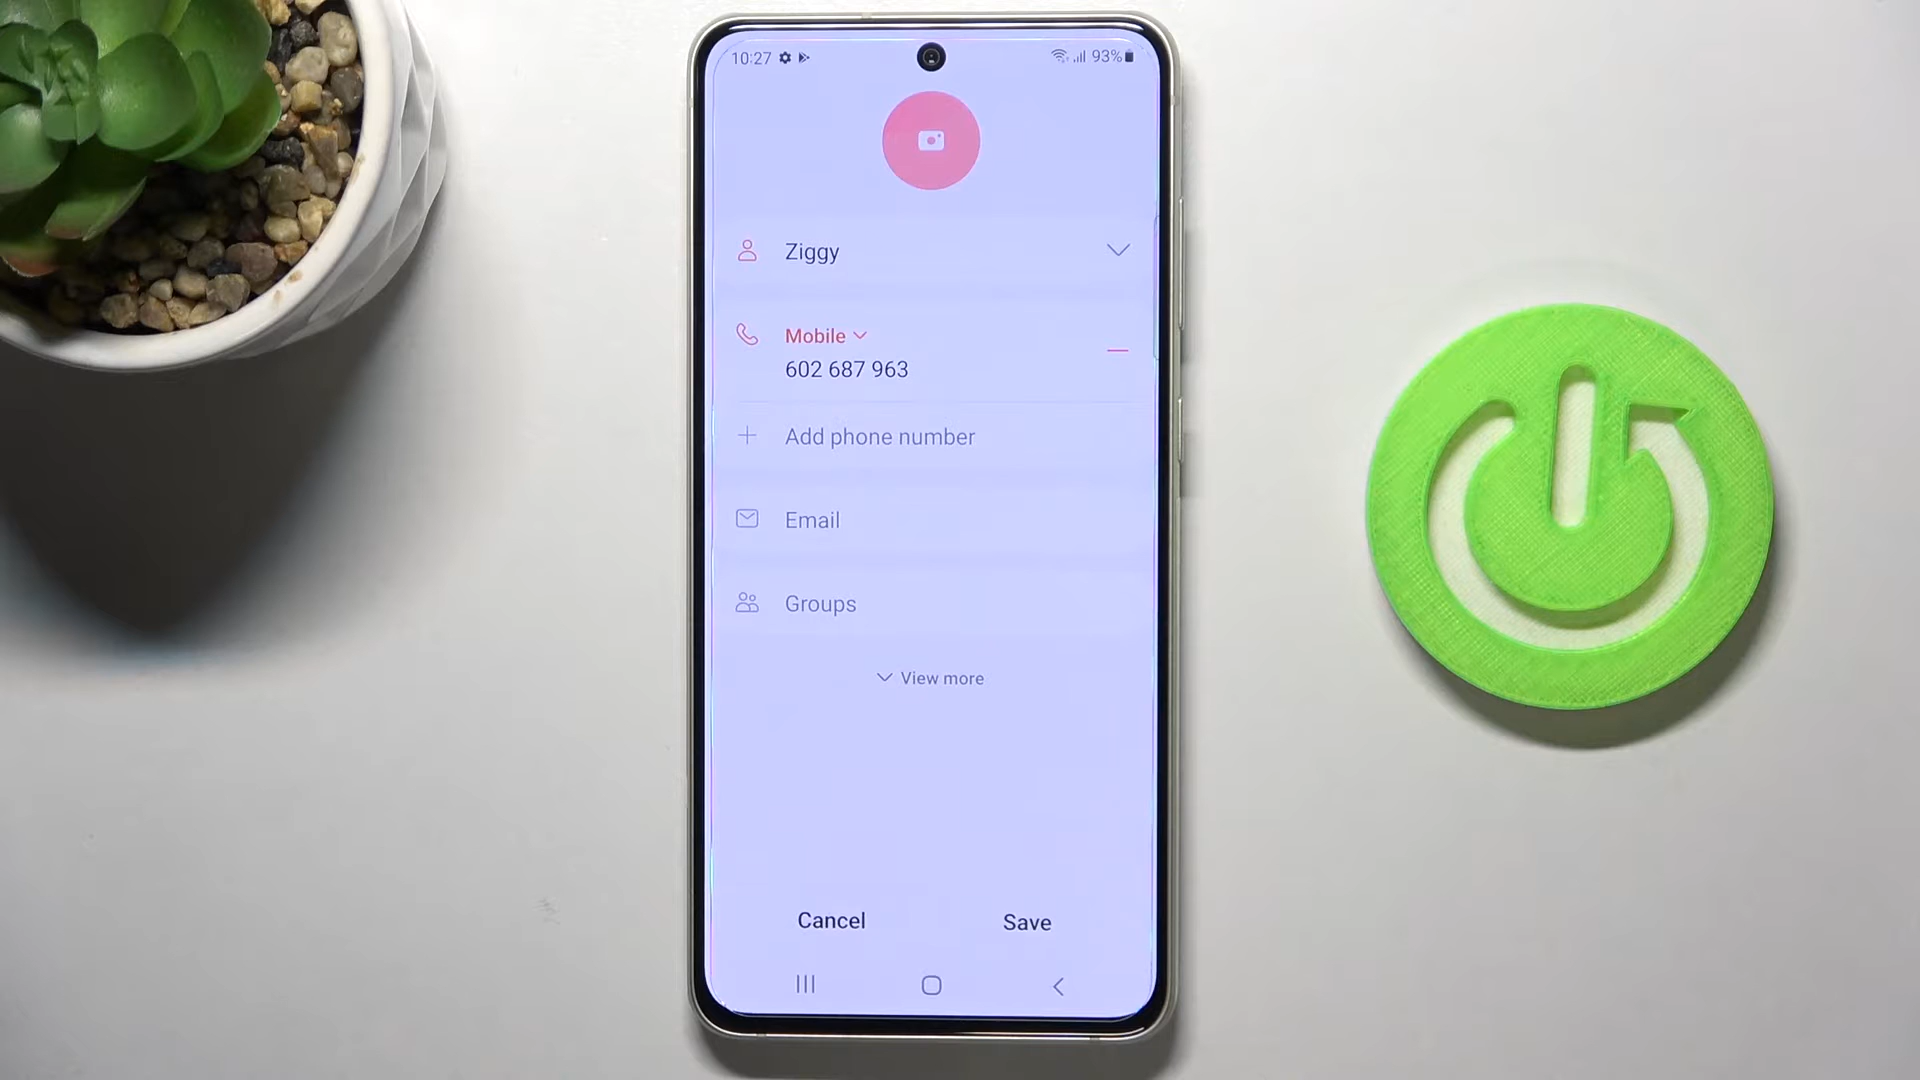 10:27 93%
Ziggy
Mobile
602 687 963
Add phone number
Email
Groups
View more
Cancel Save